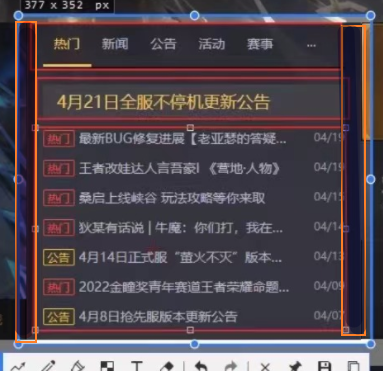 377 x 352 px
热门 新闻 公告 活动 赛事 ...
4月21日全服不停机更新公告
热门 最新BUG修复进展【老亚瑟的答疑... 04/19
热门 王者改娃达人言吾豪! 《营地·人物》 04/19
热门 桑启上线峡谷 玩法攻略等你来取 04/15
热门 狄某有话说 | 牛魔：你们打，我在... 04/14
公告 4月14日正式服“萤火不灭”版本... 04/13
热门 2022金瞳奖青年赛道王者荣耀命题... 04/09
公告 4月8日抢先服版本更新公告 04/07